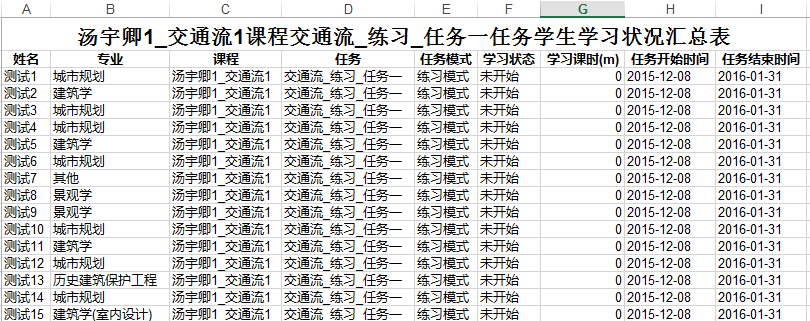 A B C D E F G H I
汤宇卿1_交通流1课程交通流_练习_任务一任务学生学习状况汇总表
姓名 专业 课程 任务 任务模式 学习状态 学习课时(m) 任务开始时间 任务结束时间
测试1 城市规划 汤宇卿1_交通流1 交通流_练习_任务一 练习模式 未开始 0 2015-12-08 2016-01-31
测试2 建筑学 汤宇卿1_交通流1 交通流_练习_任务一 练习模式 未开始 0 2015-12-08 2016-01-31
测试3 城市规划 汤宇卿1_交通流1 交通流_练习_任务一 练习模式 未开始 0 2015-12-08 2016-01-31
测试4 城市规划 汤宇卿1_交通流1 交通流_练习_任务一 练习模式 未开始 0 2015-12-08 2016-01-31
测试5 建筑学 汤宇卿1_交通流1 交通流_练习_任务一 练习模式 未开始 0 2015-12-08 2016-01-31
测试6 城市规划 汤宇卿1_交通流1 交通流_练习_任务一 练习模式 未开始 0 2015-12-08 2016-01-31
测试7 其他 汤宇卿1_交通流1 交通流_练习_任务一 练习模式 未开始 0 2015-12-08 2016-01-31
测试8 景观学 汤宇卿1_交通流1 交通流_练习_任务一 练习模式 未开始 0 2015-12-08 2016-01-31
测试9 景观学 汤宇卿1_交通流1 交通流_练习_任务一 练习模式 未开始 0 2015-12-08 2016-01-31
测试10 城市规划 汤宇卿1_交通流1 交通流_练习_任务一 练习模式 未开始 0 2015-12-08 2016-01-31
测试11 建筑学 汤宇卿1_交通流1 交通流_练习_任务一 练习模式 未开始 0 2015-12-08 2016-01-31
测试12 城市规划 汤宇卿1_交通流1 交通流_练习_任务一 练习模式 未开始 0 2015-12-08 2016-01-31
测试13 历史建筑保护工程 汤宇卿1_交通流1 交通流_练习_任务一 练习模式 未开始 0 2015-12-08 2016-01-31
测试14 城市规划 汤宇卿1_交通流1 交通流_练习_任务一 练习模式 未开始 0 2015-12-08 2016-01-31
测试15 建筑学(室内设计) 汤宇卿1_交通流1 交通流_练习_任务一 练习模式 未开始 0 2015-12-08 2016-01-31